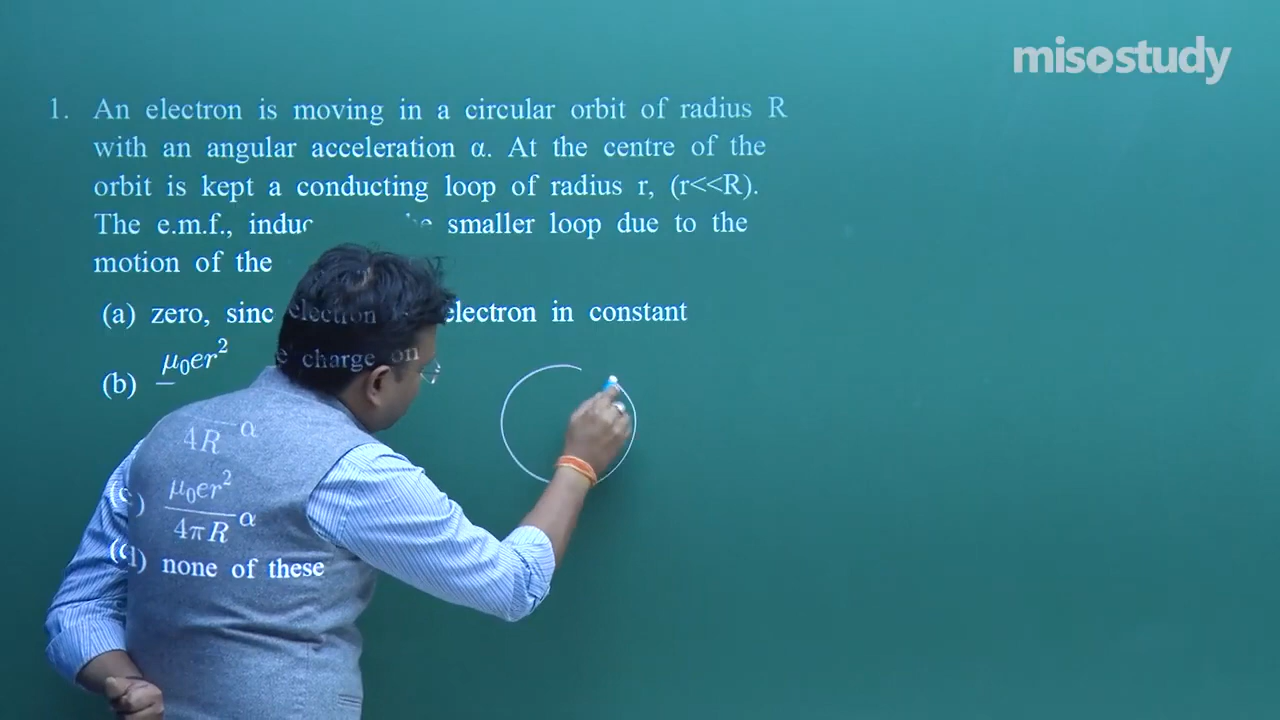 misostudy
1. An electron is moving in a circular orbit of radius R
with an angular acceleration α. At the centre of the
orbit is kept a conducting loop of radius r, (r<<R).
The e.m.f., smaller loop due to the
motion of the
(a) zero, electron electron in constant
charge on
(b) μ₀er²
4R α
(c) μ₀er²
4πR α
(d) none of these